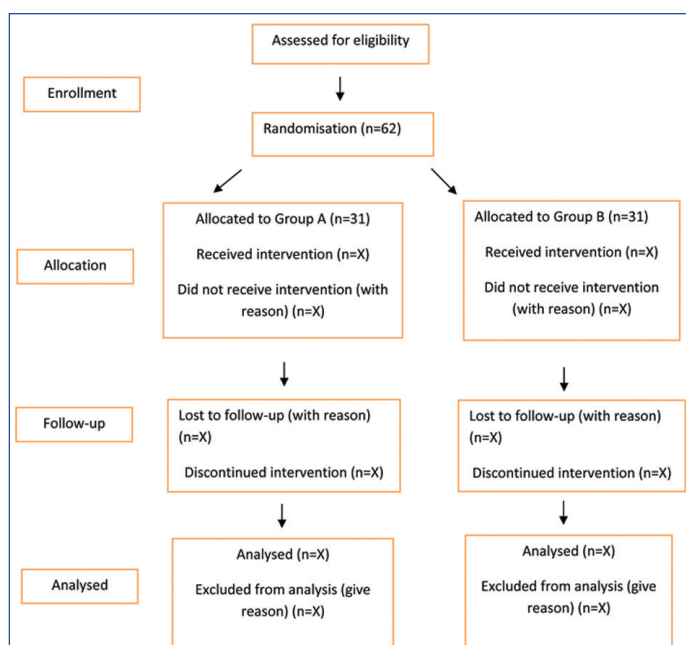 Assessed for eligibility
Enrollment
Randomisation (n=62)
Allocated to Group A (n=31)
Received intervention (n=X)
Did not receive intervention (with
reason) (n=X)
Allocated to Group B (n=31)
Received intervention (n=X)
Did not receive intervention
(with reason) (n=X)
Allocation
Lost to follow-up (with reason)
(n=X)
Discontinued intervention (n=X)
Lost to follow-up (with reason)
(n=X)
Discontinued intervention (n=X)
Follow-up
Analysed (n=X)
Excluded from analysis (give
reason) (n=X)
Analysed (n=X)
Excluded from analysis (give
reason) (n=X)
Analysed